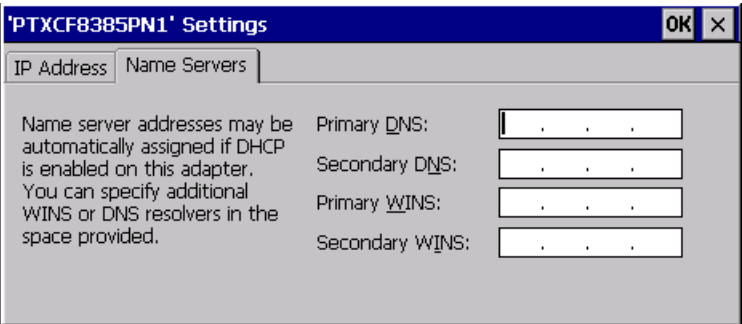 'PTXCF8385PN1' Settings
OK ×
IP Address
Name Servers
Name server addresses may be
automatically assigned if DHCP
is enabled on this adapter.
You can specify additional
WINS or DNS resolvers in the
space provided.
Primary DNS: . . .
Secondary DNS: . . .
Primary WINS: . . .
Secondary WINS: . . .